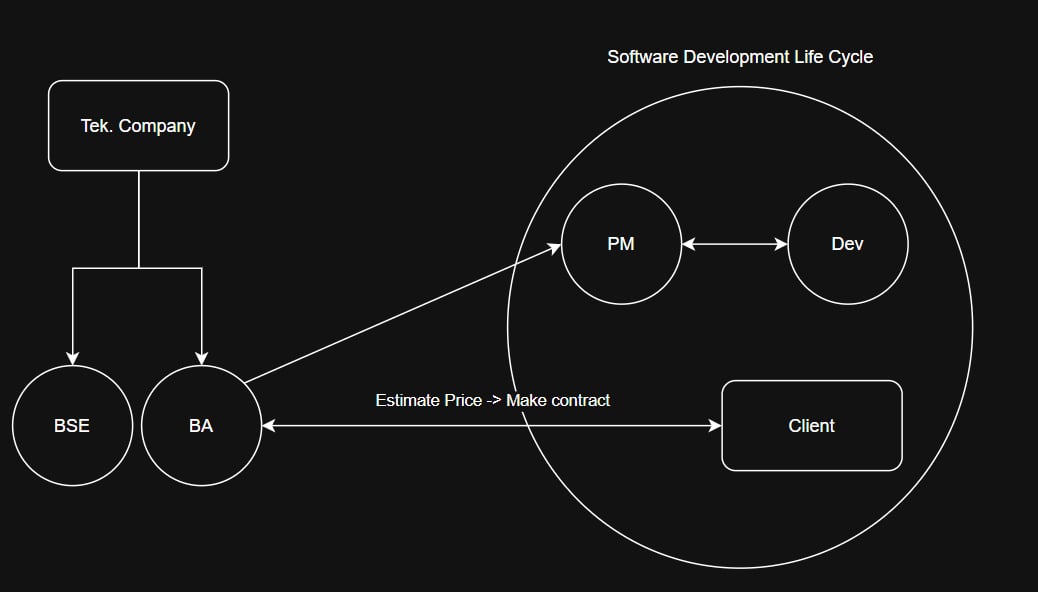 Software Development Life Cycle
Tek. Company
PM
Dev
Estimate Price -> Make contract
BSE
BA
Client